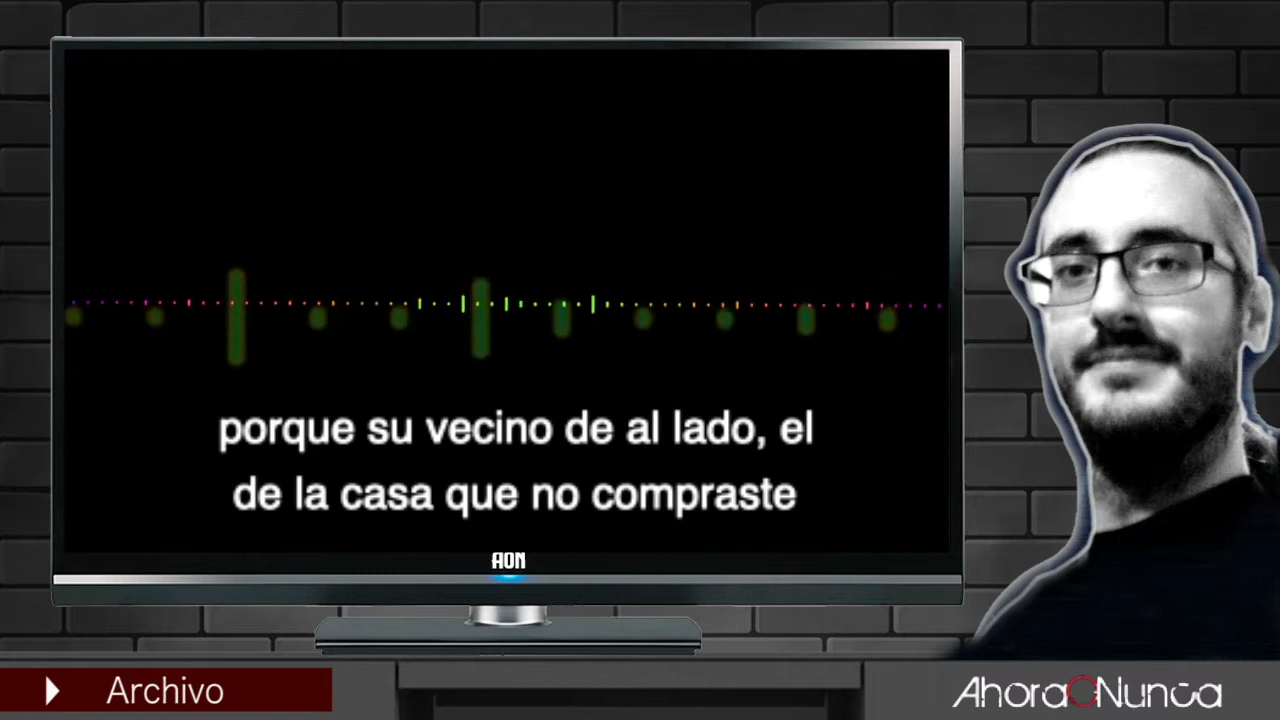 porque su vecino de al lado, el
de la casa que no compraste
AON
Archivo
AhoraONunca